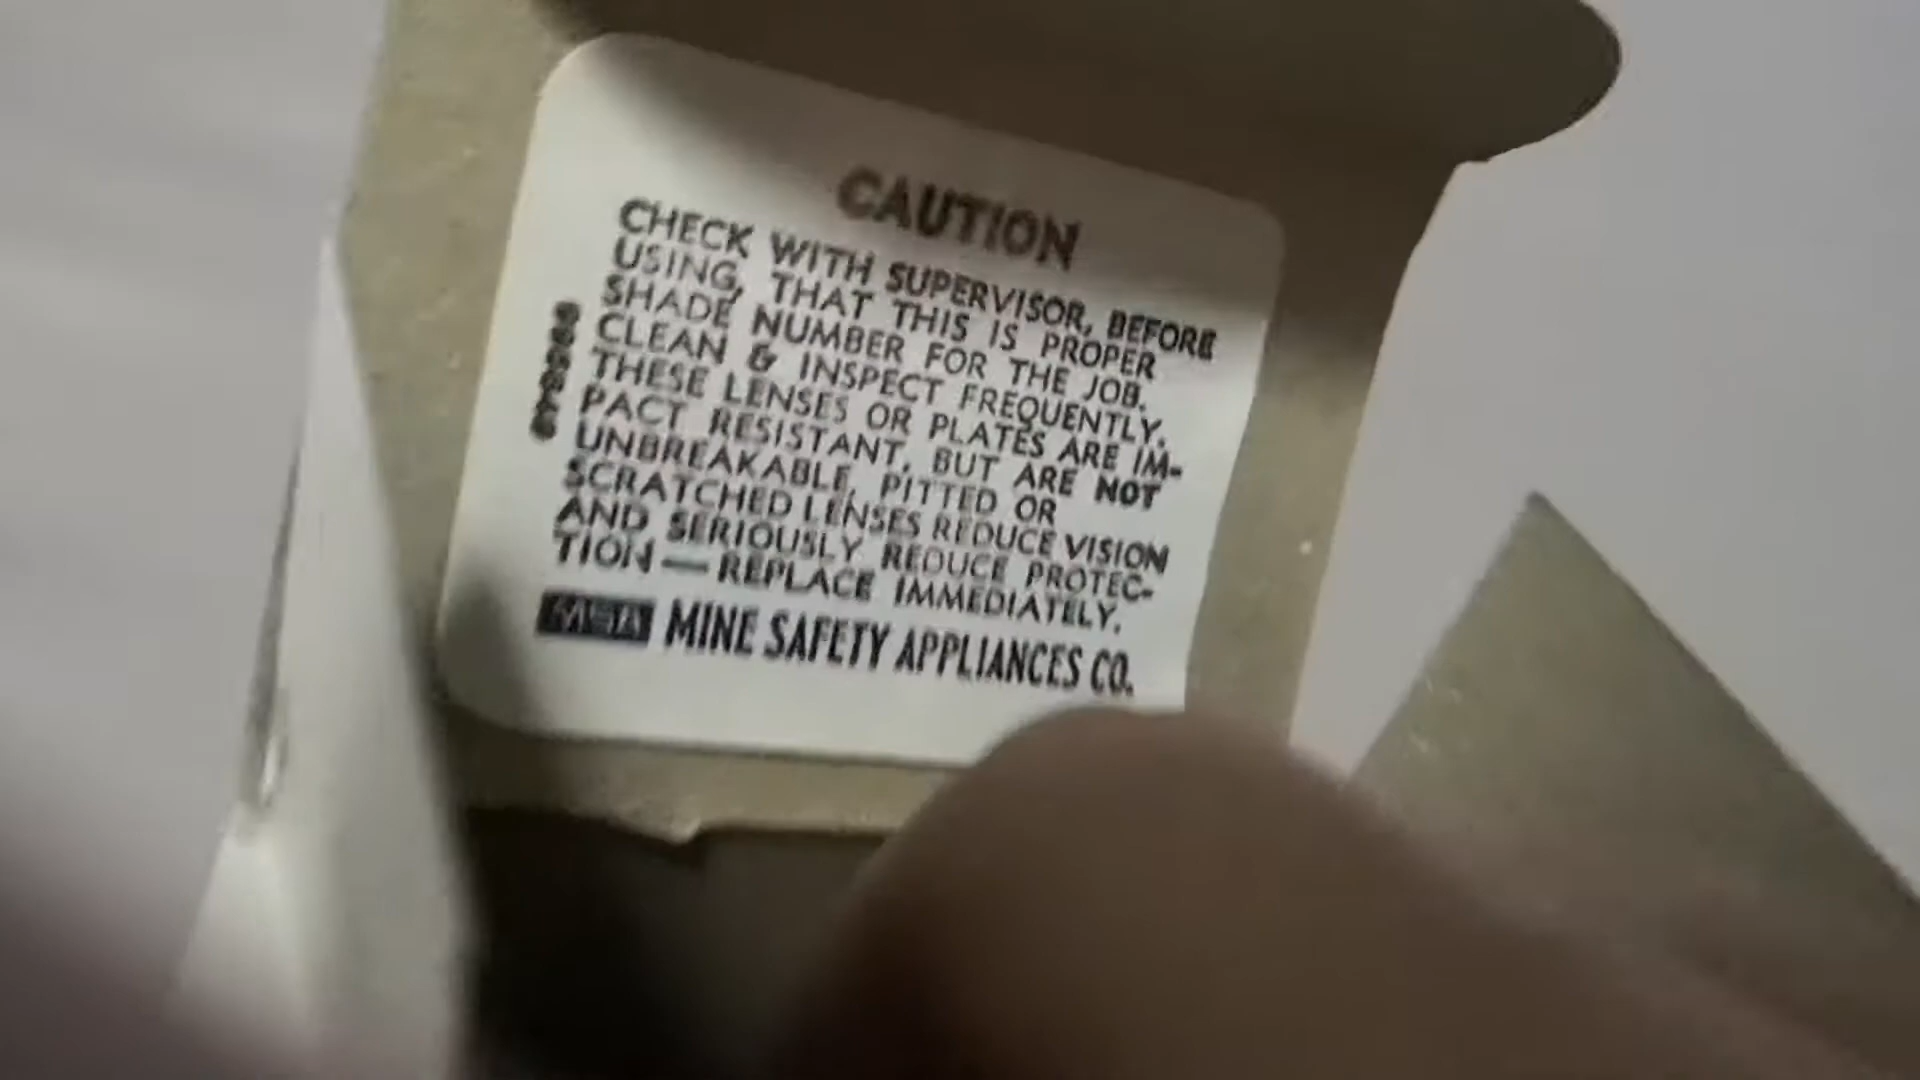 CAUTION
CHECK WITH SUPERVISOR, BEFORE
USING, THAT THIS IS PROPER
SHADE NUMBER FOR THE JOB.
CLEAN & INSPECT FREQUENTLY.
THESE LENSES OR PLATES ARE IM-
PACT RESISTANT, BUT ARE NOT
UNBREAKABLE, PITTED OR
SCRATCHED LENSES REDUCE VISION
AND SERIOUSLY REDUCE PROTEC-
TION — REPLACE IMMEDIATELY.
MINE SAFETY APPLIANCES CO.